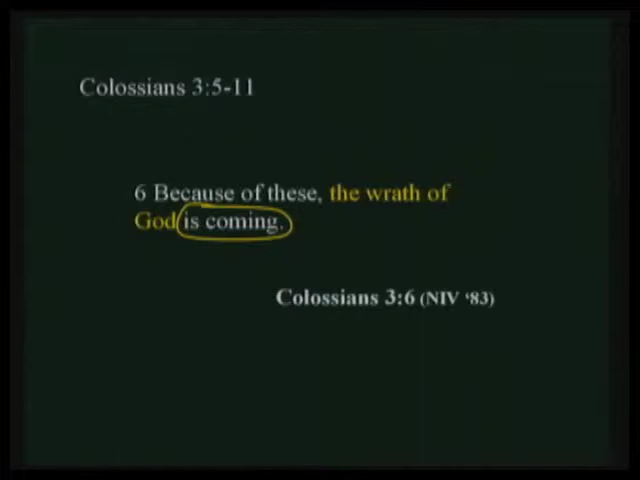 Colossians 3:5-11
6 Because of these, the wrath of
God is coming.
Colossians 3:6 (NIV ‘83)